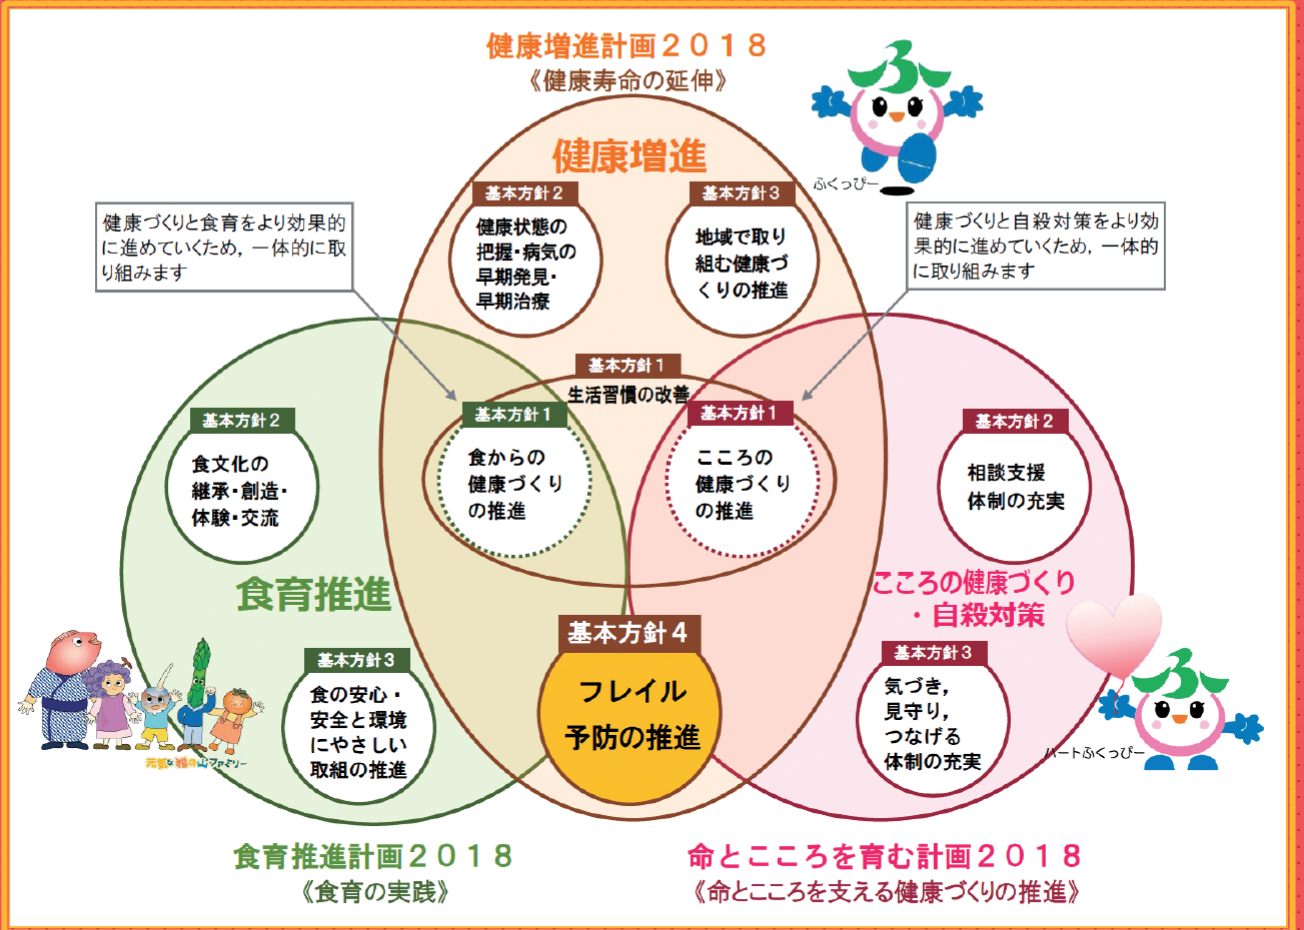 健康増進計画２０１８
《健康寿命の延伸》
健康増進
ふくっぴー
基本方針２
健康状態の
把握・病気の
早期発見・
早期治療
基本方針３
地域で取り
組む健康づ
くりの推進
健康づくりと食育をより効果的
に進めていくため，一体的に取
り組みます
健康づくりと自殺対策をより効
果的に進めていくため，一体的
に取り組みます
基本方針１
生活習慣の改善
基本方針１
食からの
健康づくり
の推進
基本方針１
こころの
健康づくり
の推進
基本方針２
食文化の
継承・創造・
体験・交流
基本方針２
相談支援
体制の充実
食育推進
こころの健康づくり
・自殺対策
基本方針３
食の安心・
安全と環境
にやさしい
取組の推進
基本方針４
フレイル
予防の推進
基本方針３
気づき，
見守り，
つなげる
体制の充実
元気な福の山ファミリー
ハートふくっぴー
食育推進計画２０１８
《食育の実践》
命とこころを育む計画２０１８
《命とこころを支える健康づくりの推進》